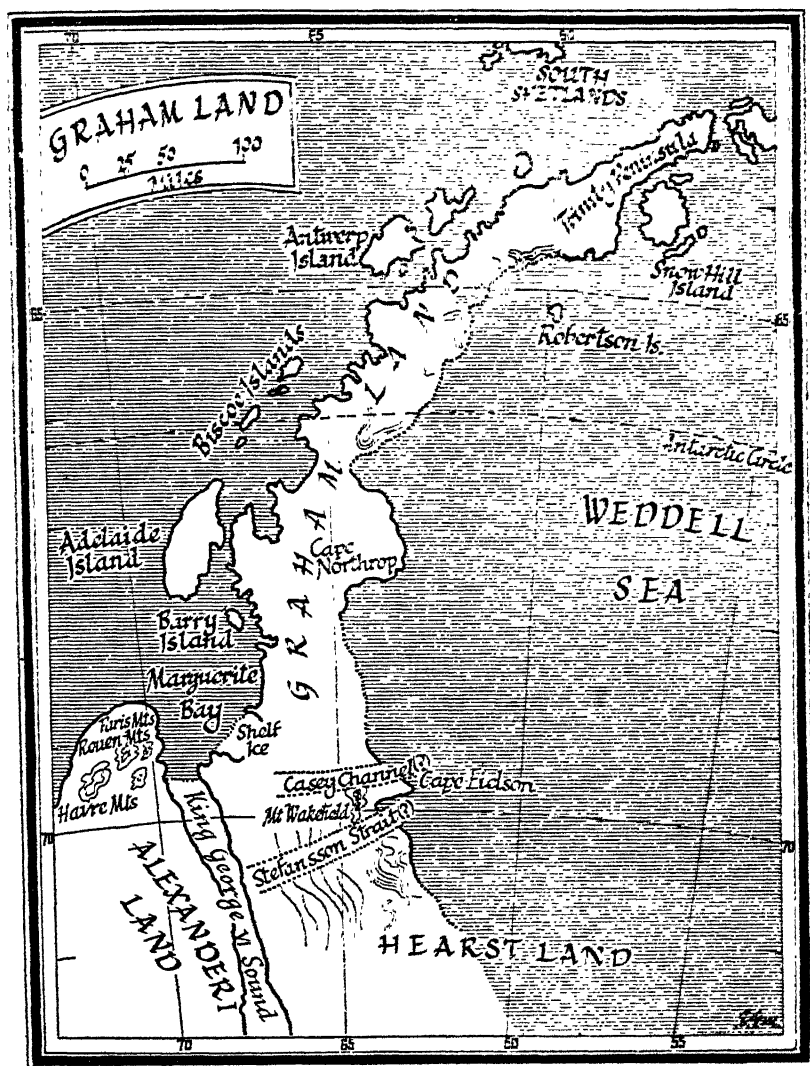 70
65
60
SOUTH
SHETLANDS
GRAHAM LAND
0 25 50 100
Miles
Trinity Peninsula
Antwerp
Island
Snow Hill
Island
65
65
Robertson Is.
Biscoe Islands
Antarctic Circle
WEDDELL
SEA
Adelaide
Island
Cape
Northrop
GRAHAM LAND
Barry
Island
Marguerite
Bay
Shelf
Ice
Rouen Mts
Havre Mts
Casey Channel(?)
Cape Eielson
Mt Wakefield
Stefansson Strait(?)
King George VI Sound
70
70
ALEXANDER I
LAND
HEARST LAND
70
65
60
55